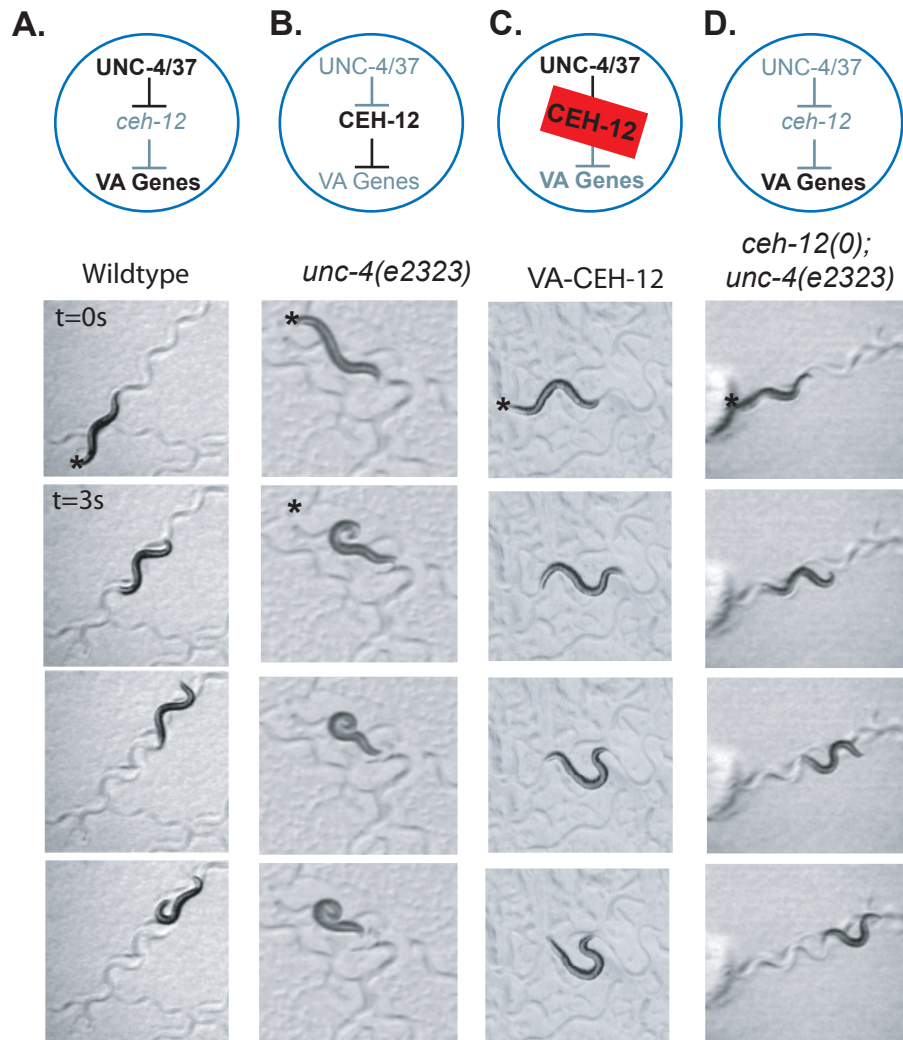 A.
UNC-4/37
ceh-12
VA Genes
Wildtype
t=0s
*
t=3s
B.
UNC-4/37
CEH-12
VA Genes
unc-4(e2323)
*
*
C.
UNC-4/37
CEH-12
VA Genes
VA-CEH-12
*
D.
UNC-4/37
ceh-12
VA Genes
ceh-12(0);
unc-4(e2323)
*